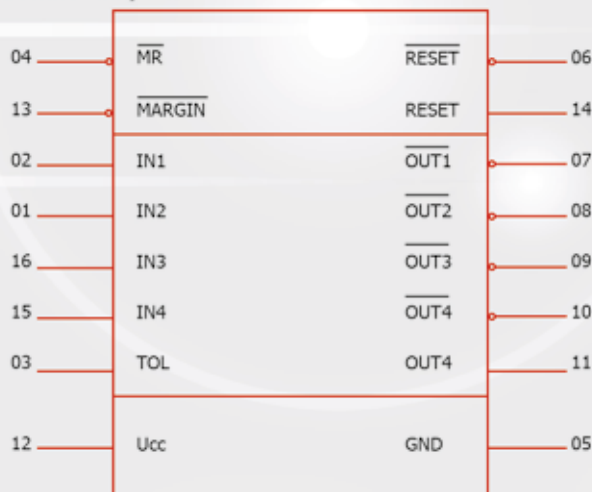 04 MR RESET 06
13 MARGIN RESET 14
02 IN1 OUT1 07
01 IN2 OUT2 08
16 IN3 OUT3 09
15 IN4 OUT4 10
03 TOL OUT4 11
12 Ucc GND 05